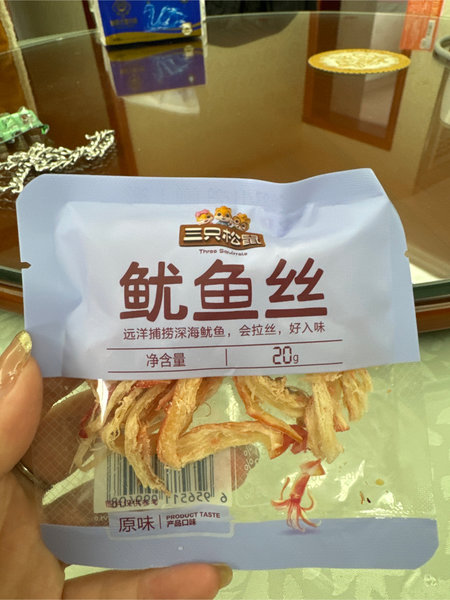 三只松鼠
Three Squirrels
鱿鱼丝
远洋捕捞深海鱿鱼，会拉丝，好入味
净含量 20g
原味 PRODUCT TASTE
产品口味